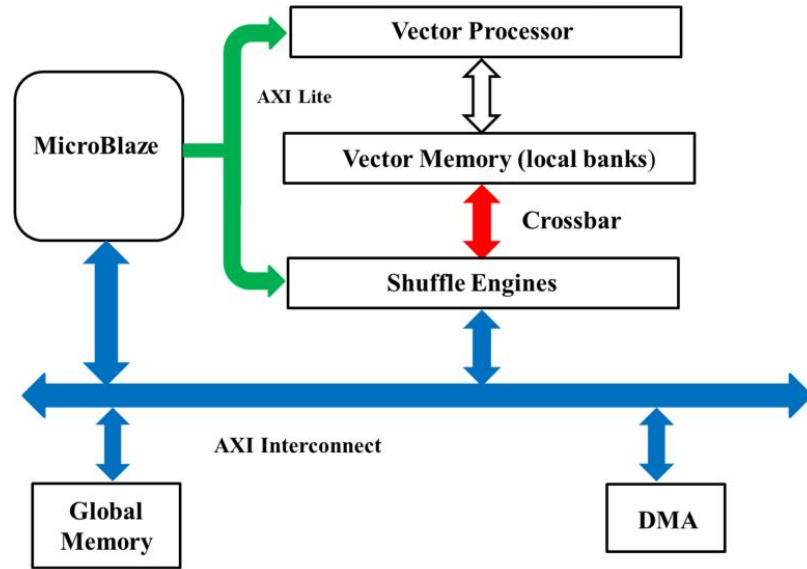 Vector Processor
AXI Lite
MicroBlaze
Vector Memory (local banks)
Crossbar
Shuffle Engines
AXI Interconnect
Global
Memory
DMA